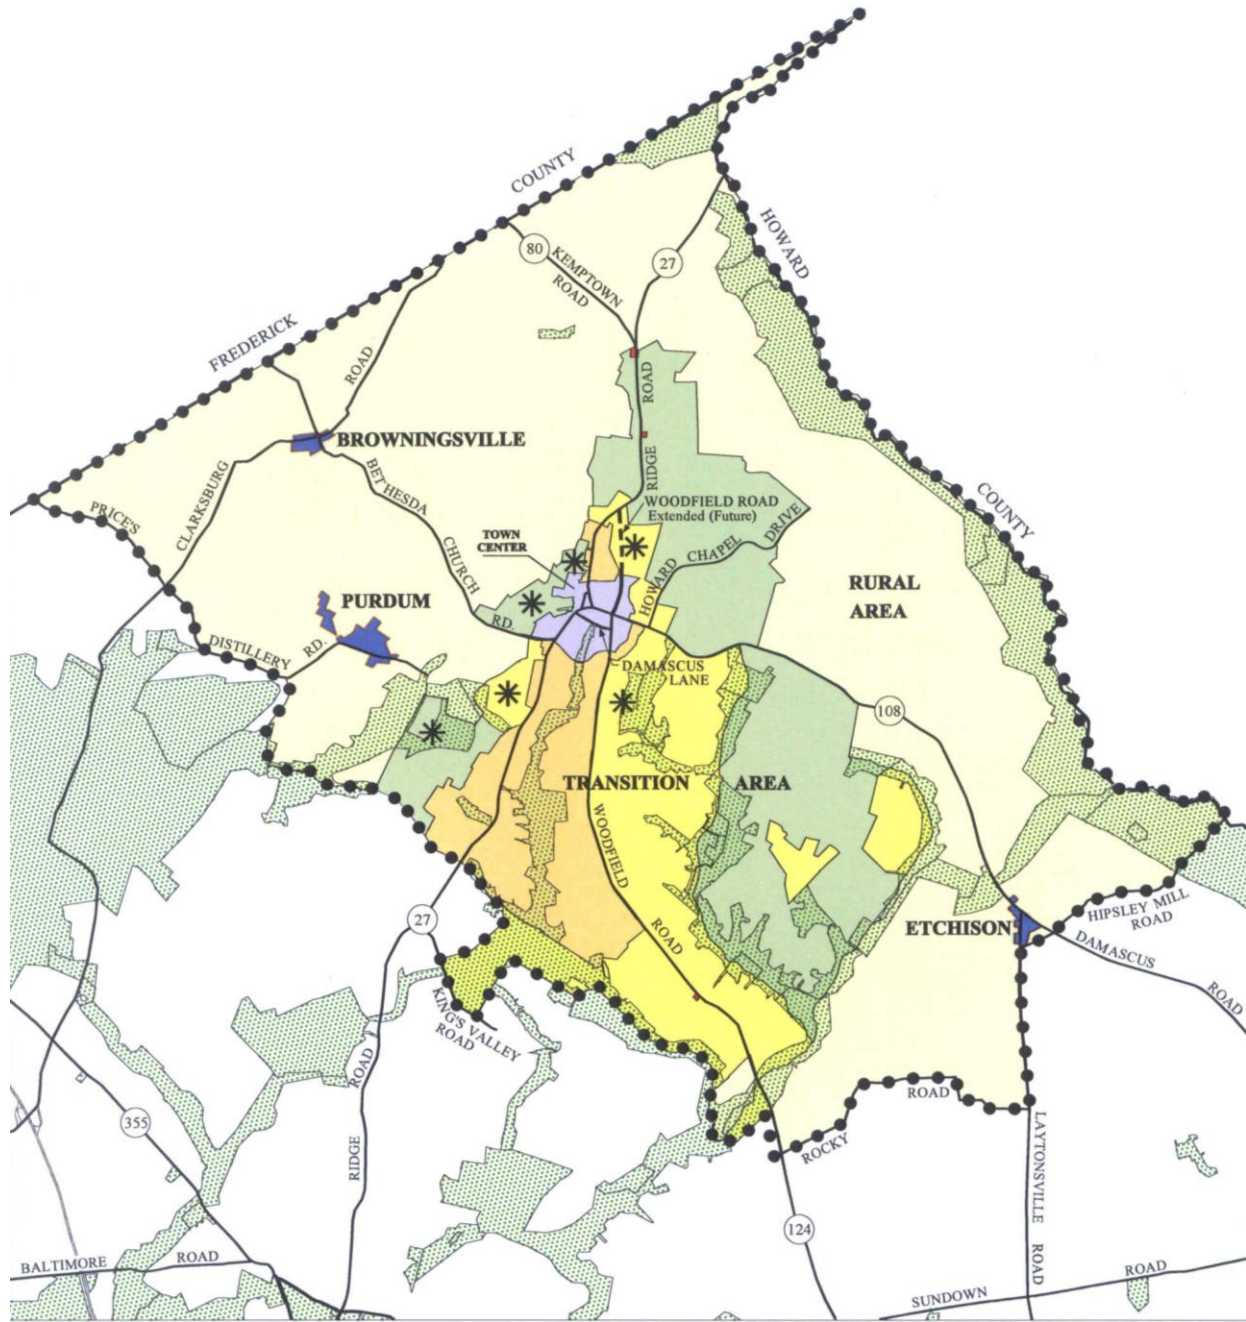 COUNTY
HOWARD
80
KEMPTOWN
ROAD
27
FREDERICK
ROAD
ROAD
BROWNINGSVILLE
CLARKSBURG
BETHESDA
RIDGE
COUNTY
PRICE'S
WOODFIELD ROAD
Extended (Future)
DRIVE
TOWN
CENTER
CHAPEL
CHURCH
HOWARD
RURAL
AREA
PURDUM
RD.
DISTILLERY
RD.
DAMASCUS
LANE
108
TRANSITION
AREA
WOODFIELD
27
ROAD
ETCHISON
HIPSLEY MILL
ROAD
DAMASCUS
ROAD
KING'S VALLEY
ROAD
ROAD
ROAD
355
RIDGE
ROCKY
LAYTONSVILLE ROAD
124
BALTIMORE
ROAD
ROAD
SUNDOWN